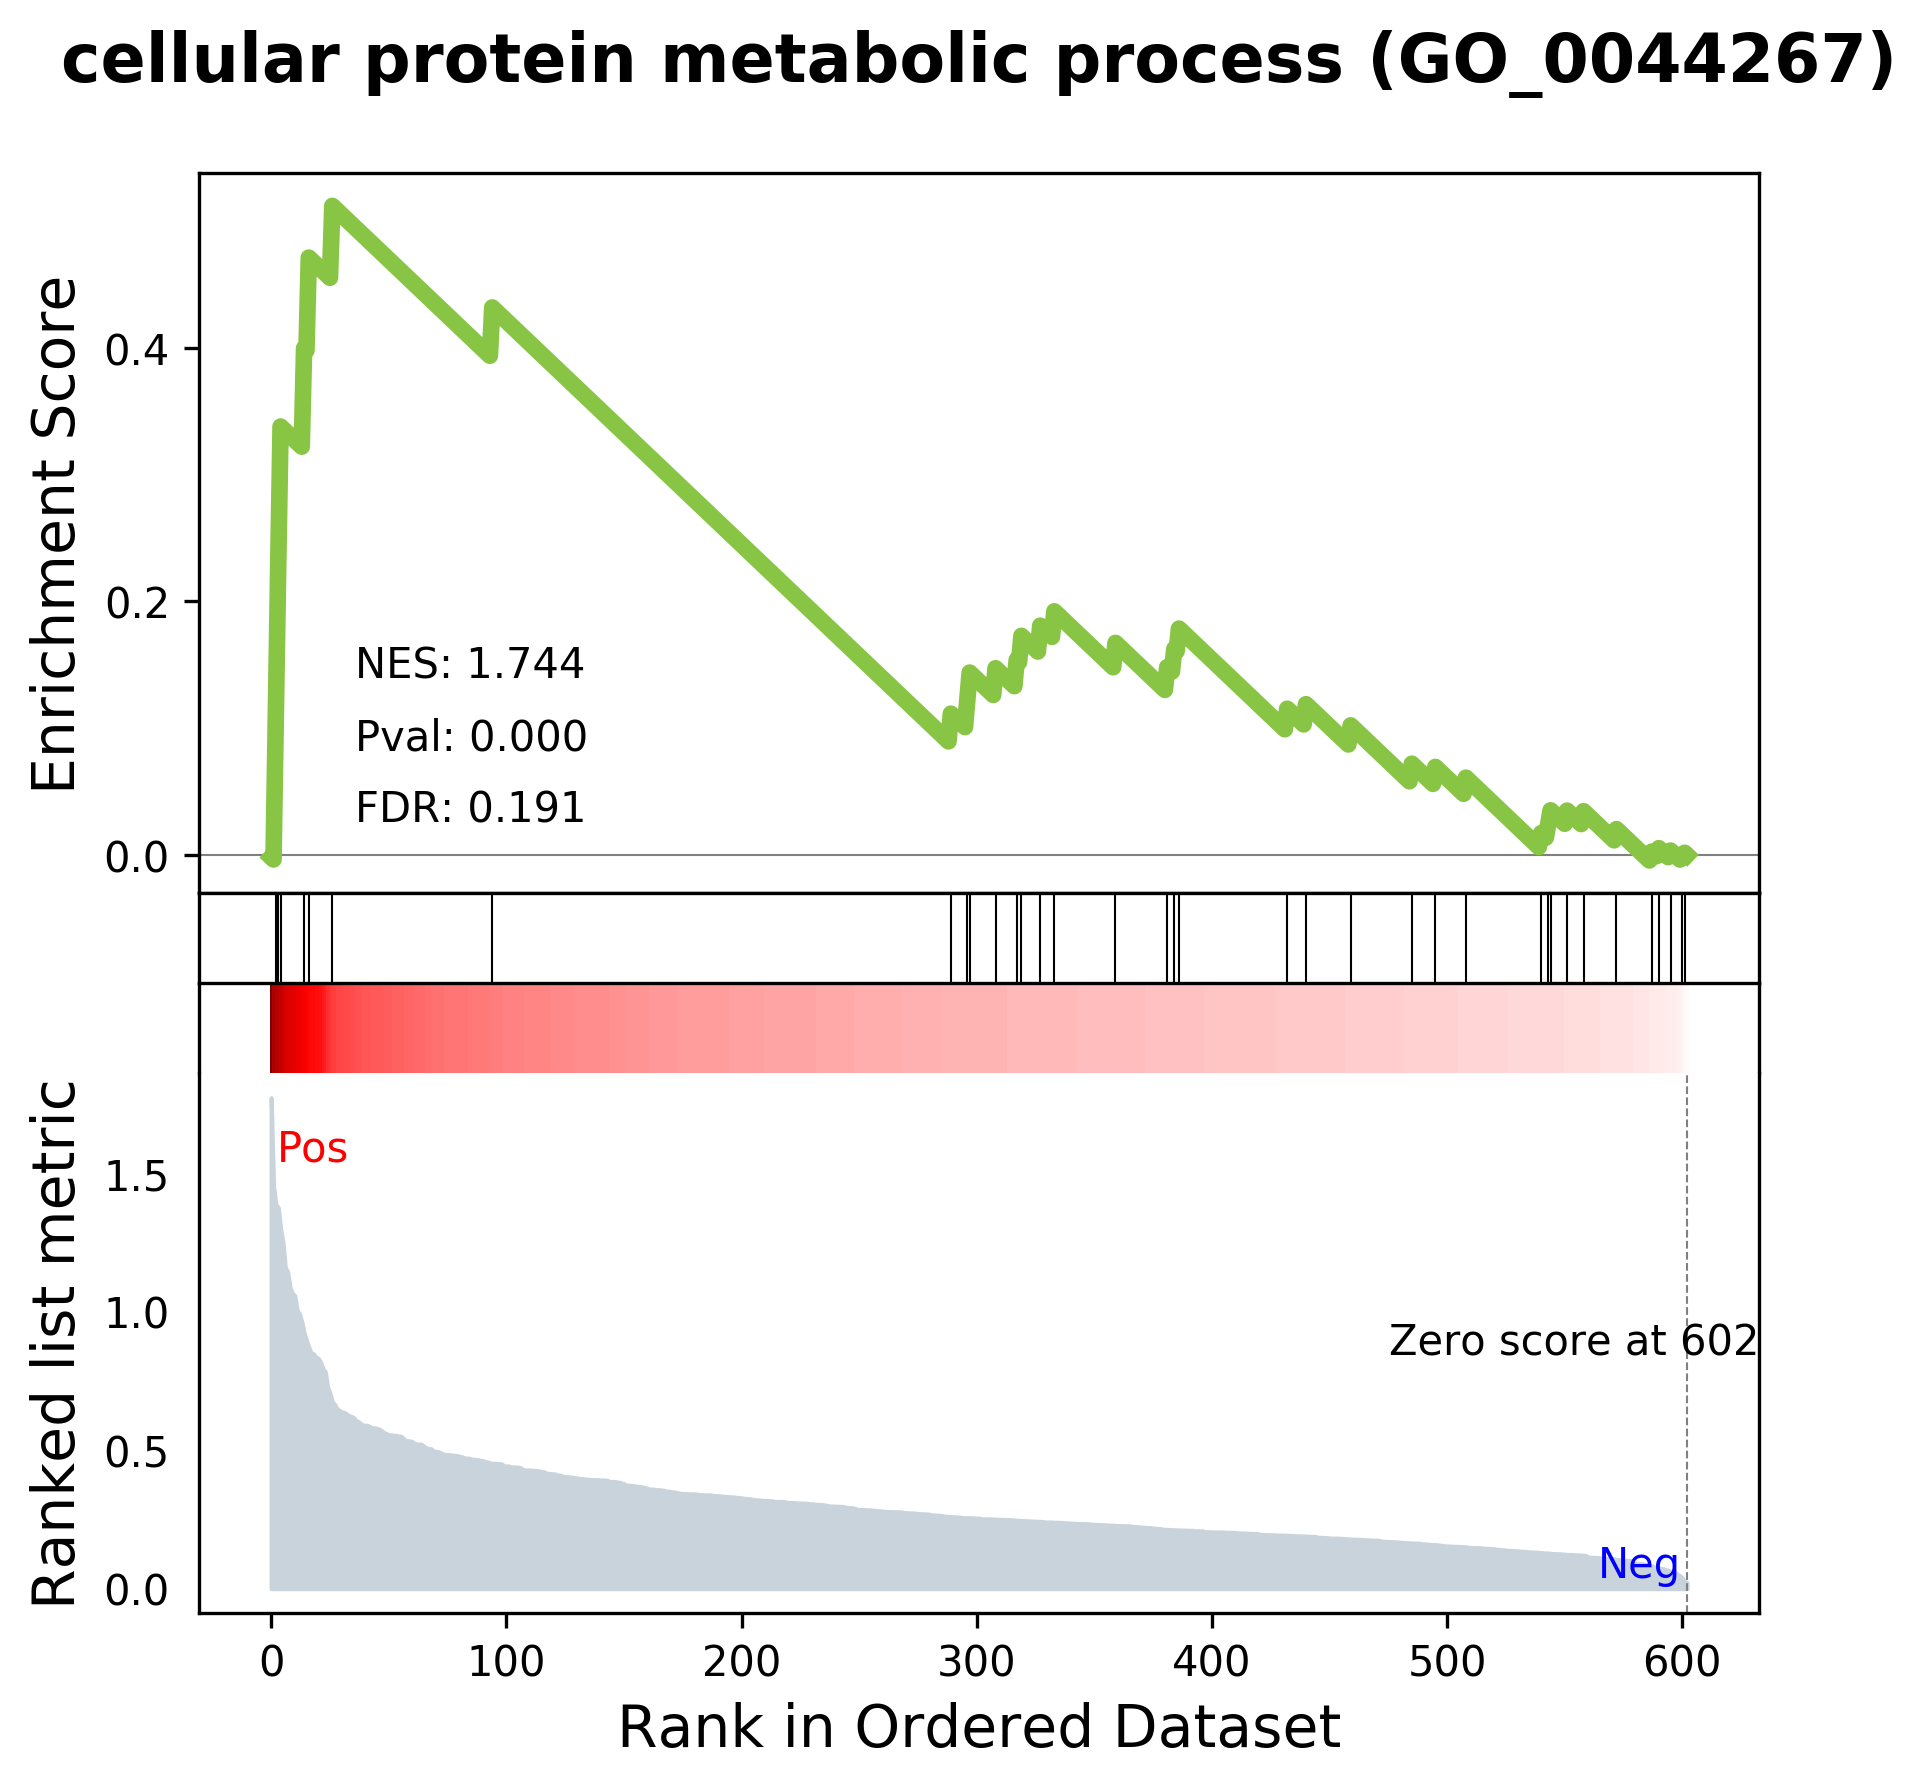 cellular protein metabolic process (GO_0044267)
Enrichment Score
0.4
0.2
0.0
NES: 1.744
Pval: 0.000
FDR: 0.191
Ranked list metric
1.5
1.0
0.5
0.0
Pos
Zero score at 602
Neg
0 100 200 300 400 500 600
Rank in Ordered Dataset